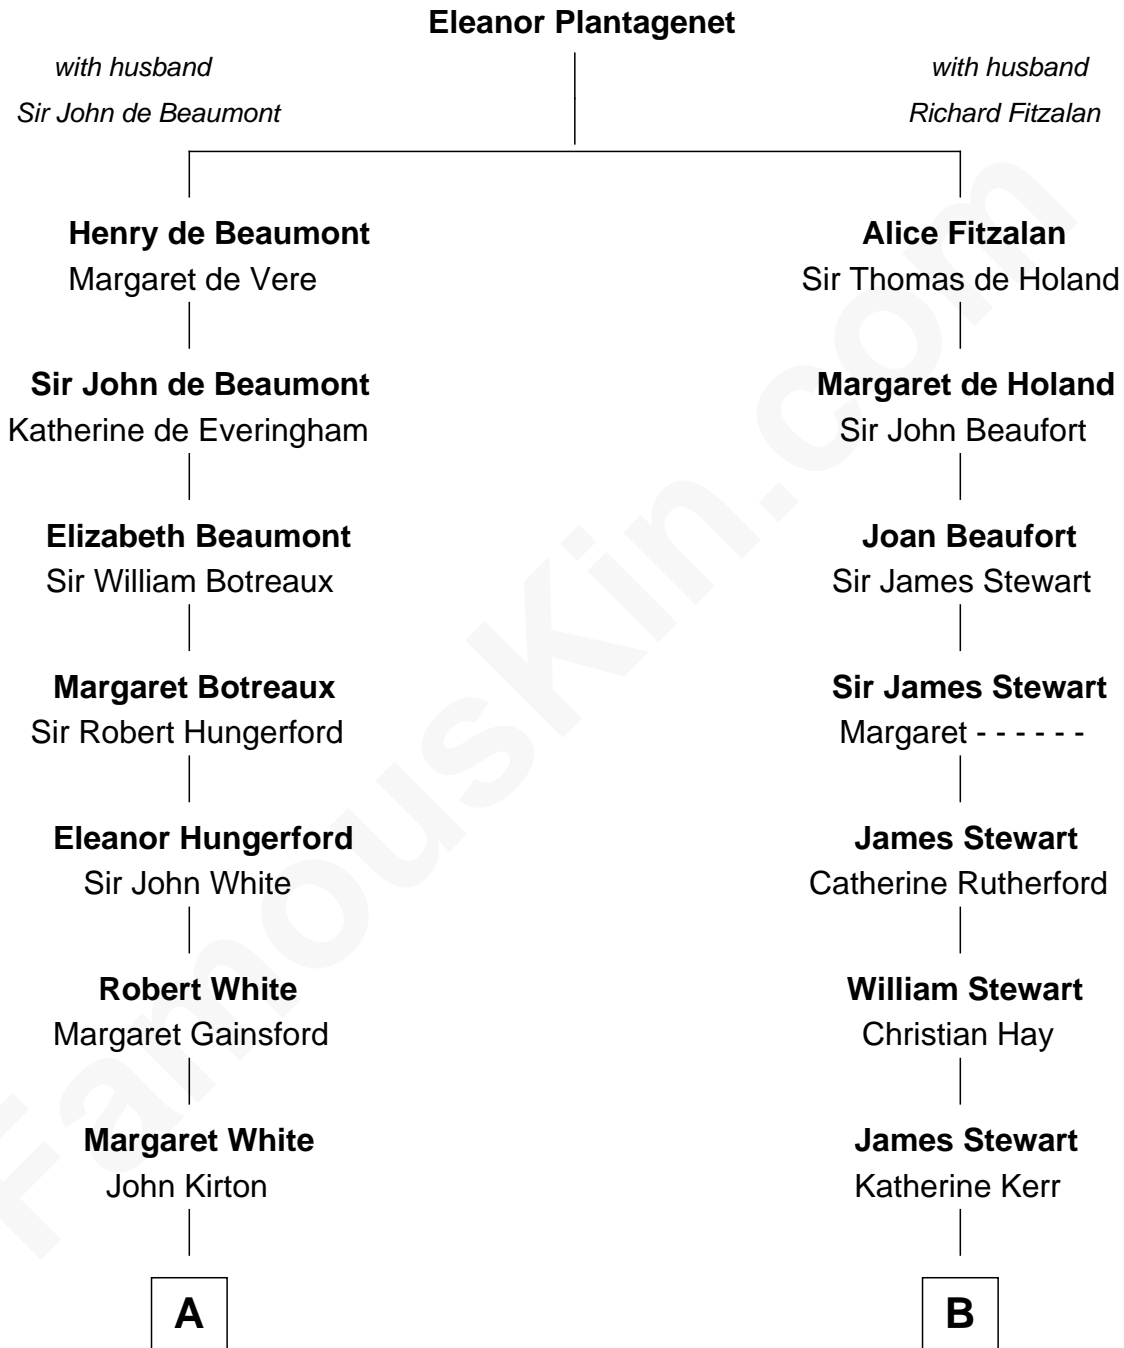 Eleanor Plantagenet
with husband
Sir John de Beaumont
with husband
Richard Fitzalan
Henry de Beaumont
Margaret de Vere
Sir John de Beaumont
Katherine de Everingham
Elizabeth Beaumont
Sir William Botreaux
Margaret Botreaux
Sir Robert Hungerford
Eleanor Hungerford
Sir John White
Robert White
Margaret Gainsford
Margaret White
John Kirton
A
Alice Fitzalan
Sir Thomas de Holand
Margaret de Holand
Sir John Beaufort
Joan Beaufort
Sir James Stewart
Sir James Stewart
Margaret - - - - - -
James Stewart
Catherine Rutherford
William Stewart
Christian Hay
James Stewart
Katherine Kerr
B
FamousKin.com